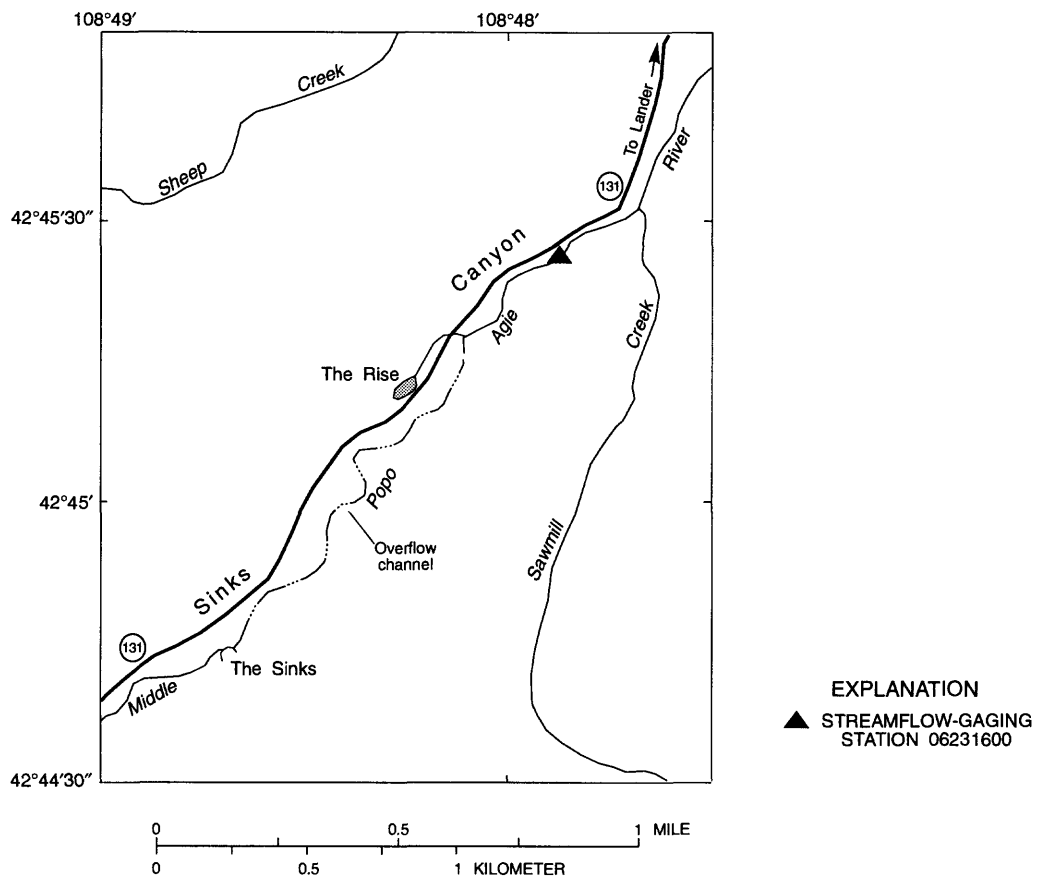 108°49′
108°48′
Creek
Sheep
To Lander
River
131
42°45′30″
Canyon
Agie
Creek
The Rise
Popo
42°45′
Overflow
channel
Sawmill
Sinks
131
The Sinks
Middle
42°44′30″
EXPLANATION
STREAMFLOW-GAGING
STATION 06231600
0 0.5 1 MILE
0 0.5 1 KILOMETER